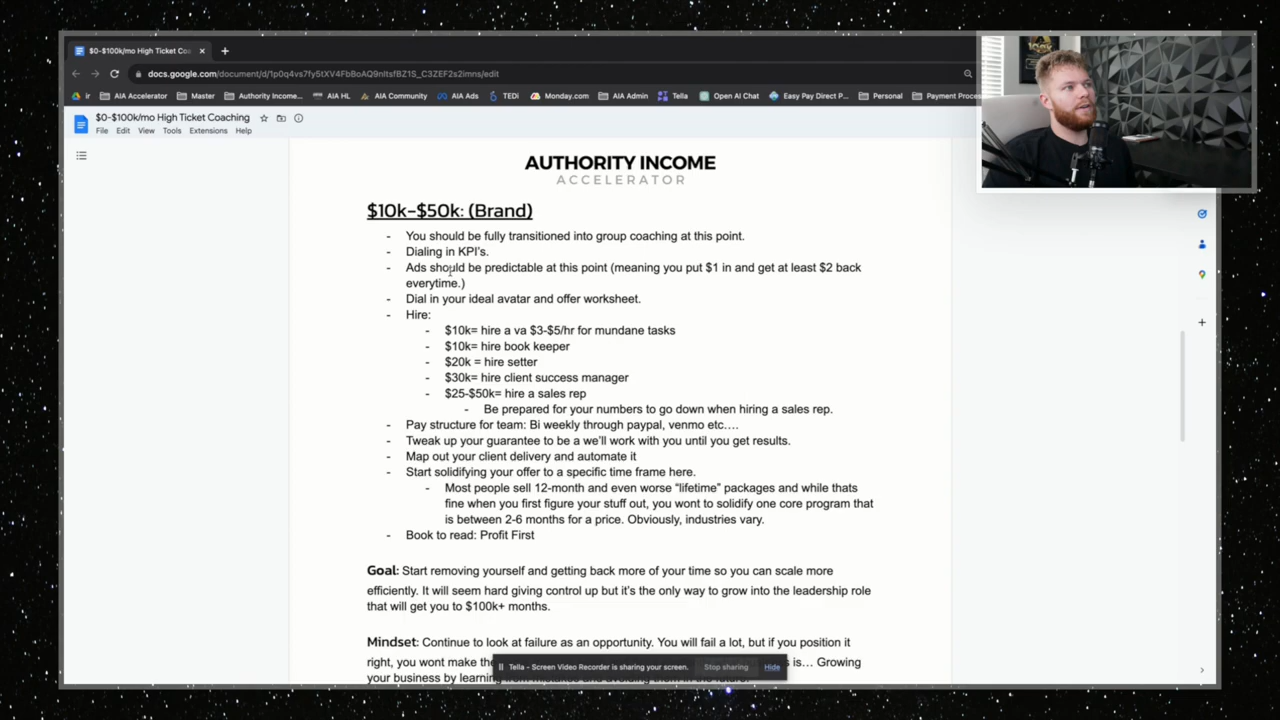 $0-$100k/mo High Ticket Coa
docs.google.com/document/d/1p0q4vs7fy5tXV4FbBoAQ9nItsfBZ1S_C3ZEF2s2imns/edit
AIA Accelerator
Master
Authority Income...
AIA HL
AIA Community
AIA Ads
TEDi
Monday.com
AIA Admin
Tella
Open AI Chat
Easy Pay Direct P...
Personal
Payment Proces
$0-$100k/mo High Ticket Coaching
File Edit View Tools Extensions Help
AUTHORITY INCOME
ACCELERATOR
$10k-$50k: (Brand)
- You should be fully transitioned into group coaching at this point.
- Dialing in KPI's.
- Ads should be predictable at this point (meaning you put $1 in and get at least $2 back
everytime.)
- Dial in your ideal avatar and offer worksheet.
- Hire:
- $10k= hire a va $3-$5/hr for mundane tasks
- $10k= hire book keeper
- $20k = hire setter
- $30k= hire client success manager
- $25-$50k= hire a sales rep
- Be prepared for your numbers to go down when hiring a sales rep.
- Pay structure for team: Bi weekly through paypal, venmo etc....
- Tweak up your guarantee to be a we'll work with you until you get results.
- Map out your client delivery and automate it
- Start solidifying your offer to a specific time frame here.
- Most people sell 12-month and even worse "lifetime" packages and while thats
fine when you first figure your stuff out, you wont to solidify one core program that
is between 2-6 months for a price. Obviously, industries vary.
- Book to read: Profit First
Goal: Start removing yourself and getting back more of your time so you can scale more
efficiently. It will seem hard giving control up but it's the only way to grow into the leadership role
that will get you to $100k+ months.
Mindset: Continue to look at failure as an opportunity. You will fail a lot, but if you position it
right, you wont make the is is... Growing
your business by learning from mistakes and avoiding them in the future.
Tella - Screen Video Recorder is sharing your screen.
Stop sharing
Hide